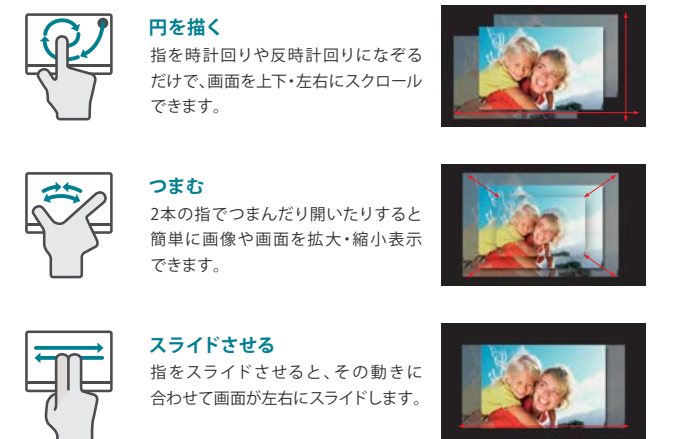 円を描く
指を時計回りや反時計回りになぞる
だけで、画面を上下・左右にスクロール
できます。
つまむ
2本の指でつまんだり開いたりすると
簡単に画像や画面を拡大・縮小表示
できます。
スライドさせる
指をスライドさせると、その動きに
合わせて画面が左右にスライドします。